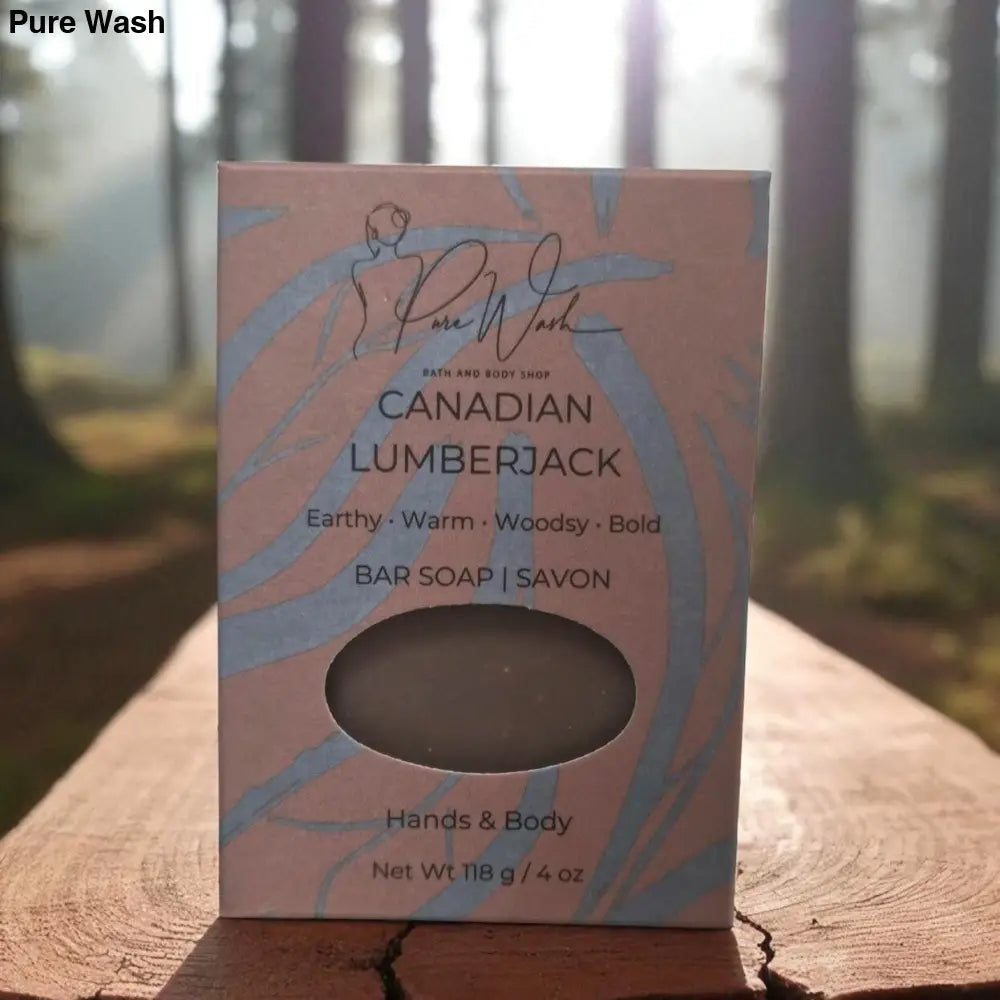 Pure Wash
Pure Wash
BATH AND BODY SHOP
CANADIAN
LUMBERJACK
Earthy · Warm · Woodsy · Bold
BAR SOAP | SAVON
Hands & Body
Net Wt 118 g / 4 oz